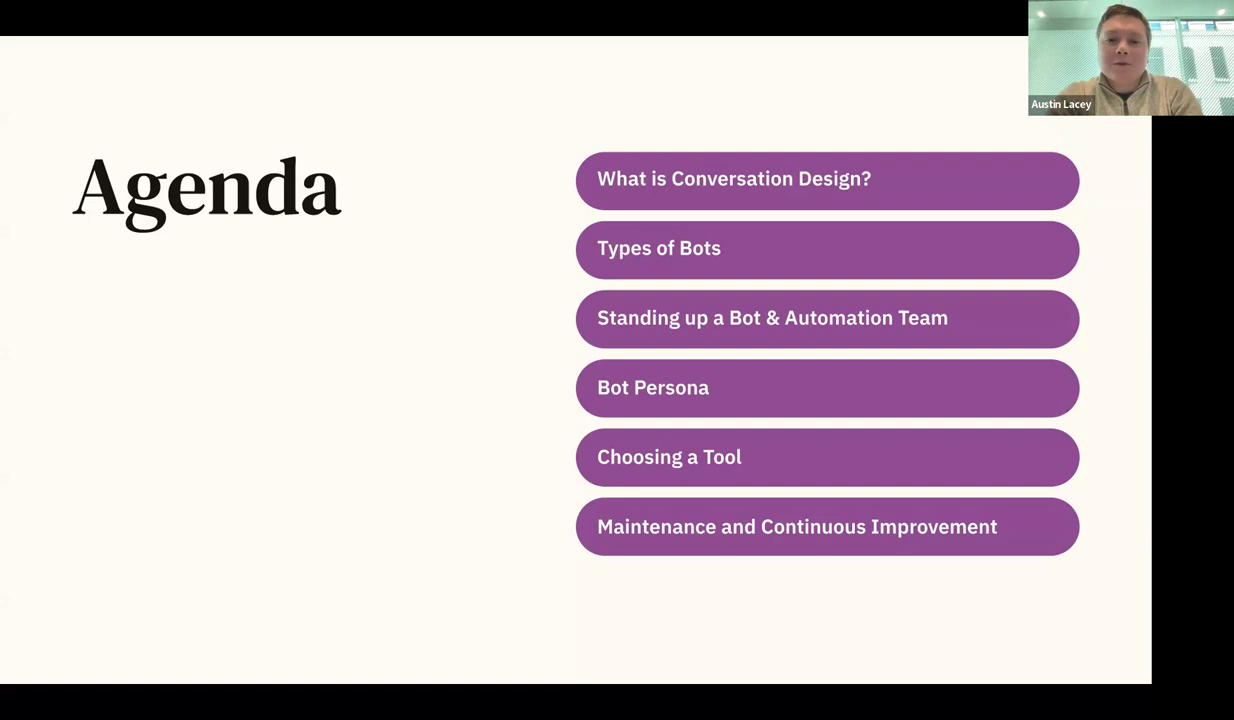 Agenda
What is Conversation Design?
Types of Bots
Standing up a Bot & Automation Team
Bot Persona
Choosing a Tool
Maintenance and Continuous Improvement
Austin Lacey